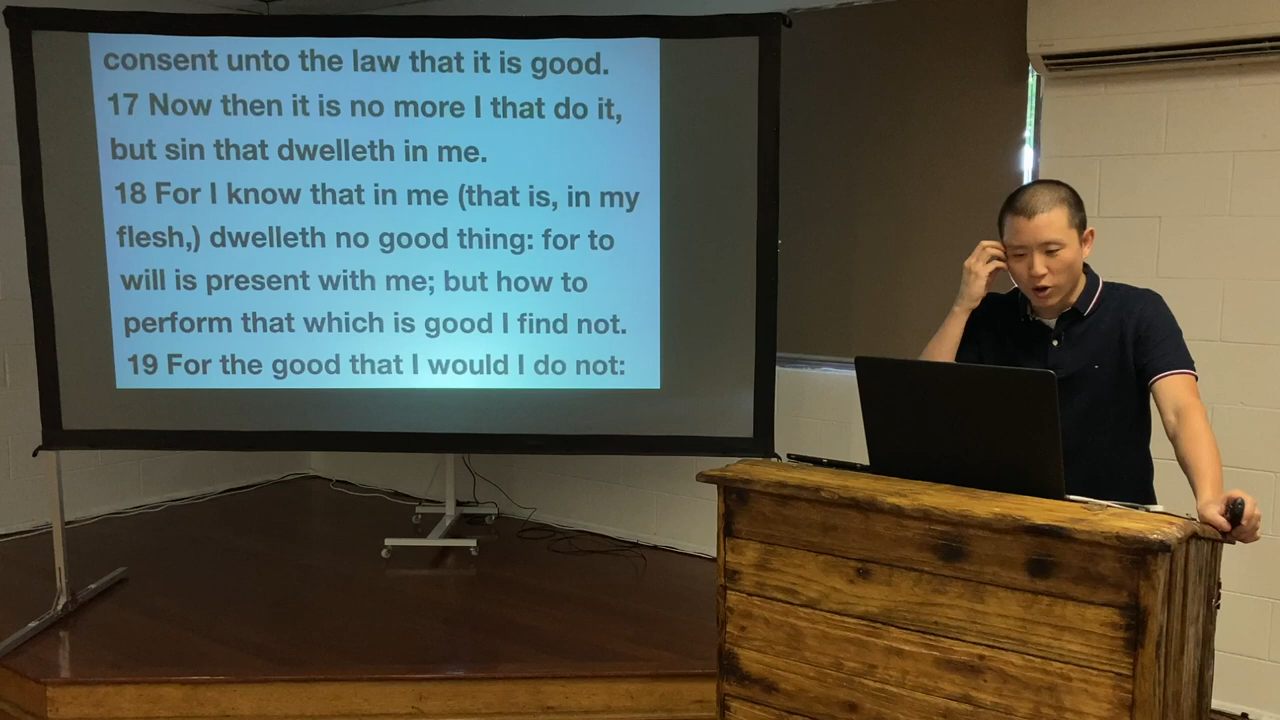 consent unto the law that it is good.
17 Now then it is no more I that do it,
but sin that dwelleth in me.
18 For I know that in me (that is, in my
flesh,) dwelleth no good thing: for to
will is present with me; but how to
perform that which is good I find not.
19 For the good that I would I do not: